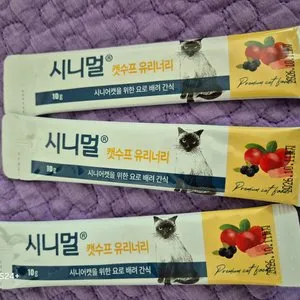 시니멀®
캣수프 유리너리
시니어캣을 위한 요로 배려 간식
10g
Premium cat food
시니멀®
캣수프 유리너리
시니어캣을 위한 요로 배려 간식
10g
Premium cat food
시니멀®
캣수프 유리너리
시니어캣을 위한 요로 배려 간식
10g
Premium cat food
S24+